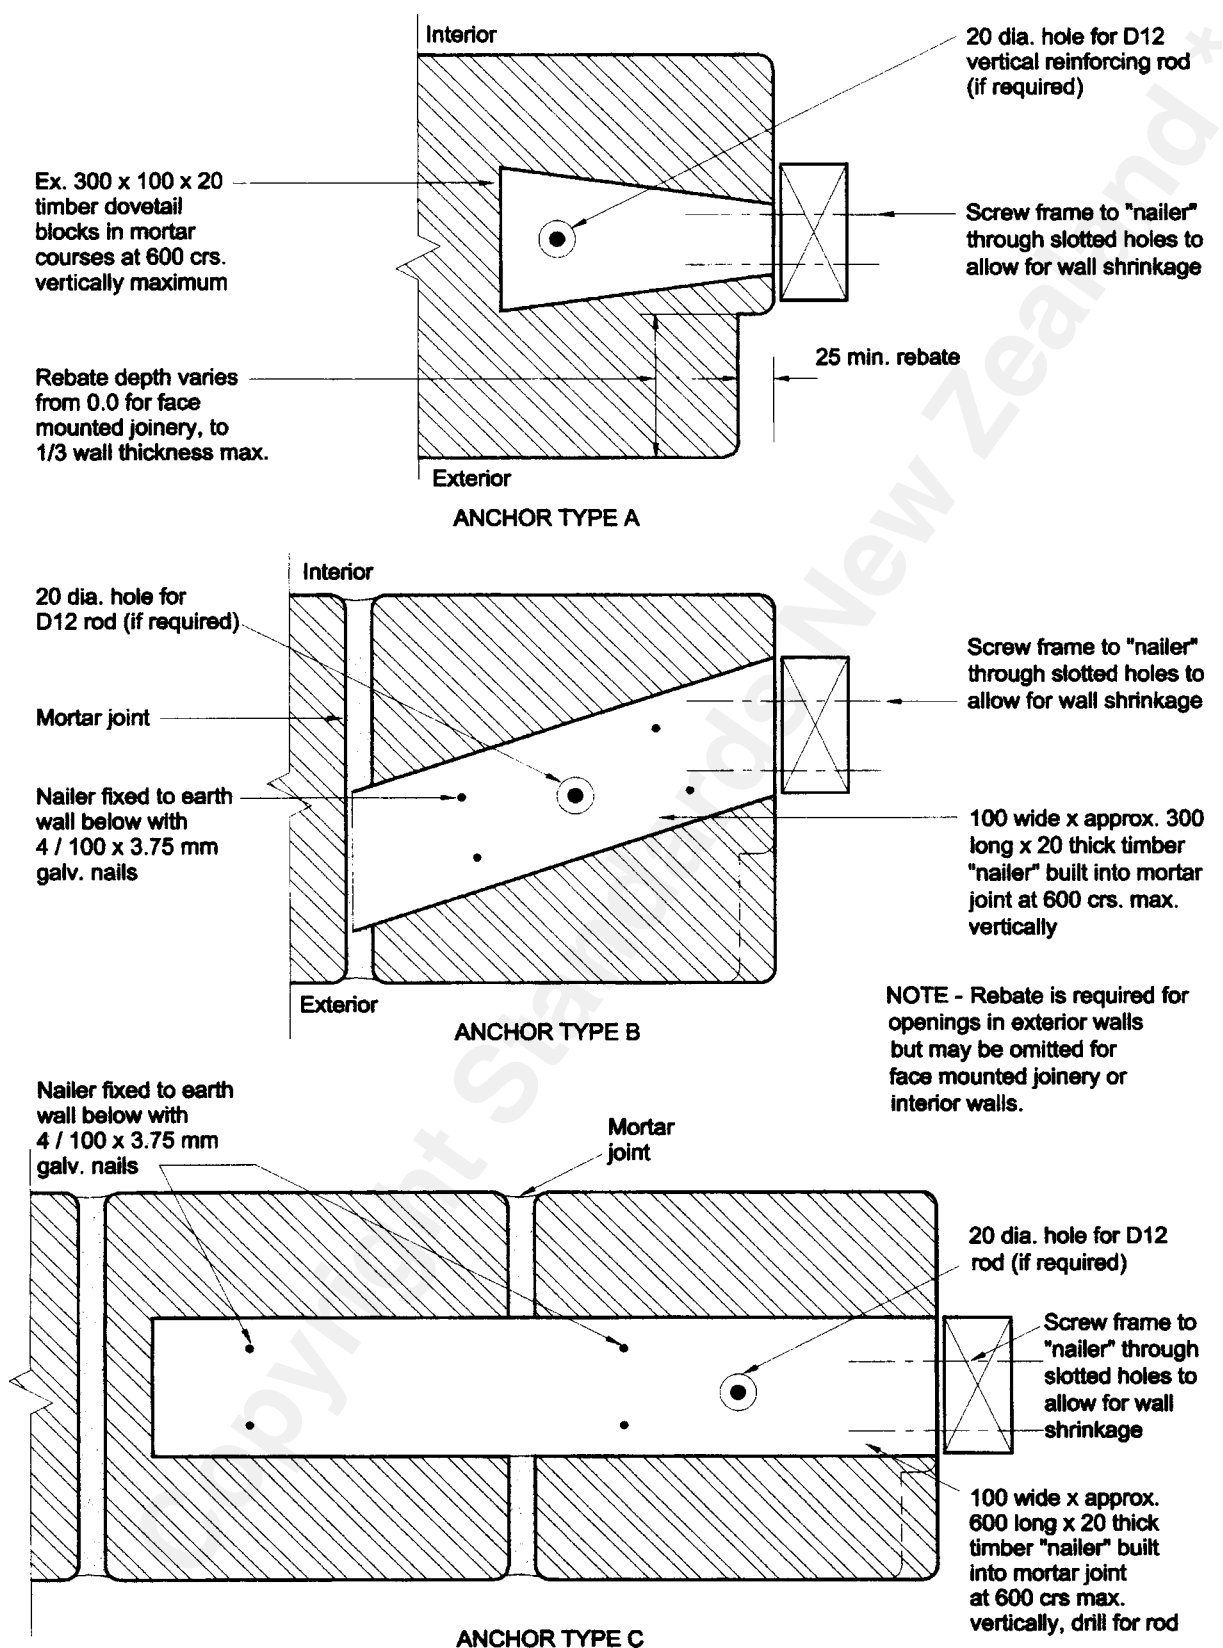 Interior
20 dia. hole for D12
vertical reinforcing rod
(if required)
Ex. 300 x 100 x 20
timber dovetail
blocks in mortar
courses at 600 crs.
vertically maximum
Screw frame to "nailer"
through slotted holes to
allow for wall shrinkage
25 min. rebate
Rebate depth varies
from 0.0 for face
mounted joinery, to
1/3 wall thickness max.
Exterior
ANCHOR TYPE A
Interior
20 dia. hole for
D12 rod (if required)
Mortar joint
Nailer fixed to earth
wall below with
4 / 100 x 3.75 mm
galv. nails
Screw frame to "nailer"
through slotted holes to
allow for wall shrinkage
100 wide x approx. 300
long x 20 thick timber
"nailer" built into mortar
joint at 600 crs. max.
vertically
Exterior
ANCHOR TYPE B
NOTE - Rebate is required for
openings in exterior walls
but may be omitted for
face mounted joinery or
interior walls.
Nailer fixed to earth
wall below with
4 / 100 x 3.75 mm
galv. nails
Mortar
joint
20 dia. hole for D12
rod (if required)
Screw frame to
"nailer" through
slotted holes to
allow for wall
shrinkage
100 wide x approx.
600 long x 20 thick
timber "nailer" built
into mortar joint
at 600 crs max.
vertically, drill for rod
ANCHOR TYPE C
Copyright Standards New Zealand *